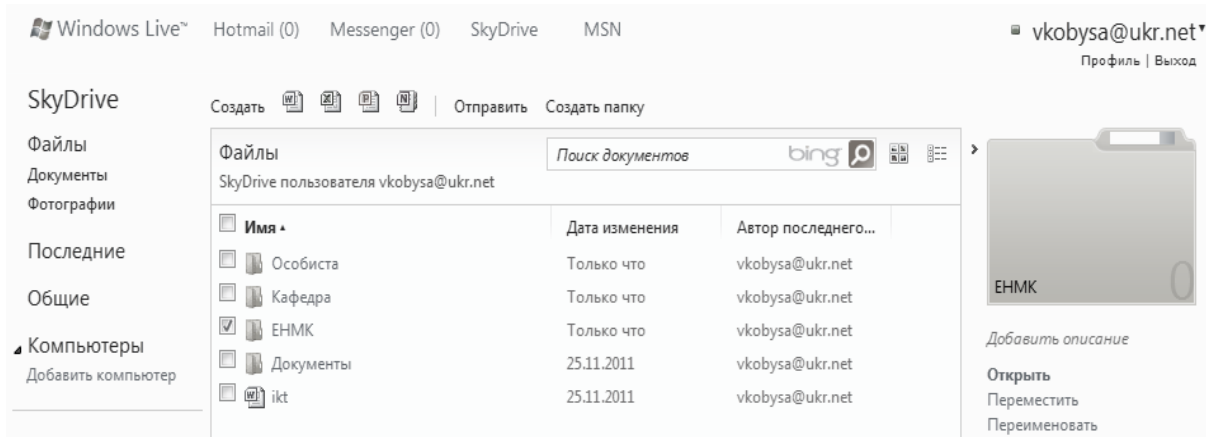 Windows Live™ Hotmail (0) Messenger (0) SkyDrive MSN vkobysa@ukr.net
Профиль | Выход
SkyDrive
Файлы
Документы
Фотографии
Последние
Общие
Компьютеры
Добавить компьютер
Создать Отправить Создать папку
Файлы
SkyDrive пользователя vkobysa@ukr.net
Поиск документов bing
Имя Дата изменения Автор последнего...
Особиста Только что vkobysa@ukr.net
Кафедра Только что vkobysa@ukr.net
ЕНМК Только что vkobysa@ukr.net
Документы 25.11.2011 vkobysa@ukr.net
ikt 25.11.2011 vkobysa@ukr.net
ЕНМК 0
Добавить описание
Открыть
Переместить
Переименовать